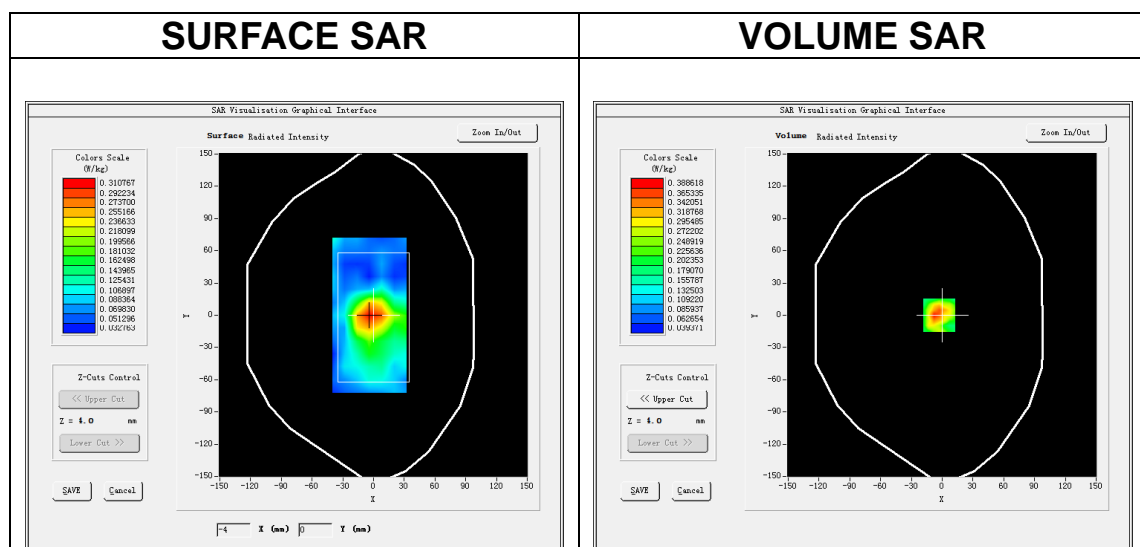 SURFACE SAR
SAR Visualisation Graphical Interface
Surface Radiated Intensity
Zoom In/Out
Colors Scale
(W/kg)
0.310767
0.292234
0.273700
0.255166
0.236633
0.218099
0.199566
0.181032
0.162498
0.143965
0.125431
0.106897
0.088364
0.069830
0.051296
0.032763
150
120
90
60
30
0
-30
-60
-90
-120
-150
Y
-150 -120 -90 -60 -30 0 30 60 90 120 150
X
Z-Cuts Control
<< Upper Cut
Z = 4.0 mm
Lower Cut >>
SAVE Cancel
-4 X (mm) 0 Y (mm)
VOLUME SAR
SAR Visualisation Graphical Interface
Volume Radiated Intensity
Zoom In/Out
Colors Scale
(W/kg)
0.388618
0.365335
0.342051
0.318768
0.295485
0.272202
0.248919
0.225636
0.202353
0.179070
0.155787
0.132503
0.109220
0.085937
0.062654
0.039371
150
120
90
60
30
0
-30
-60
-90
-120
-150
Y
-150 -120 -90 -60 -30 0 30 60 90 120 150
X
Z-Cuts Control
<< Upper Cut
Z = 4.0 mm
Lower Cut >>
SAVE Cancel